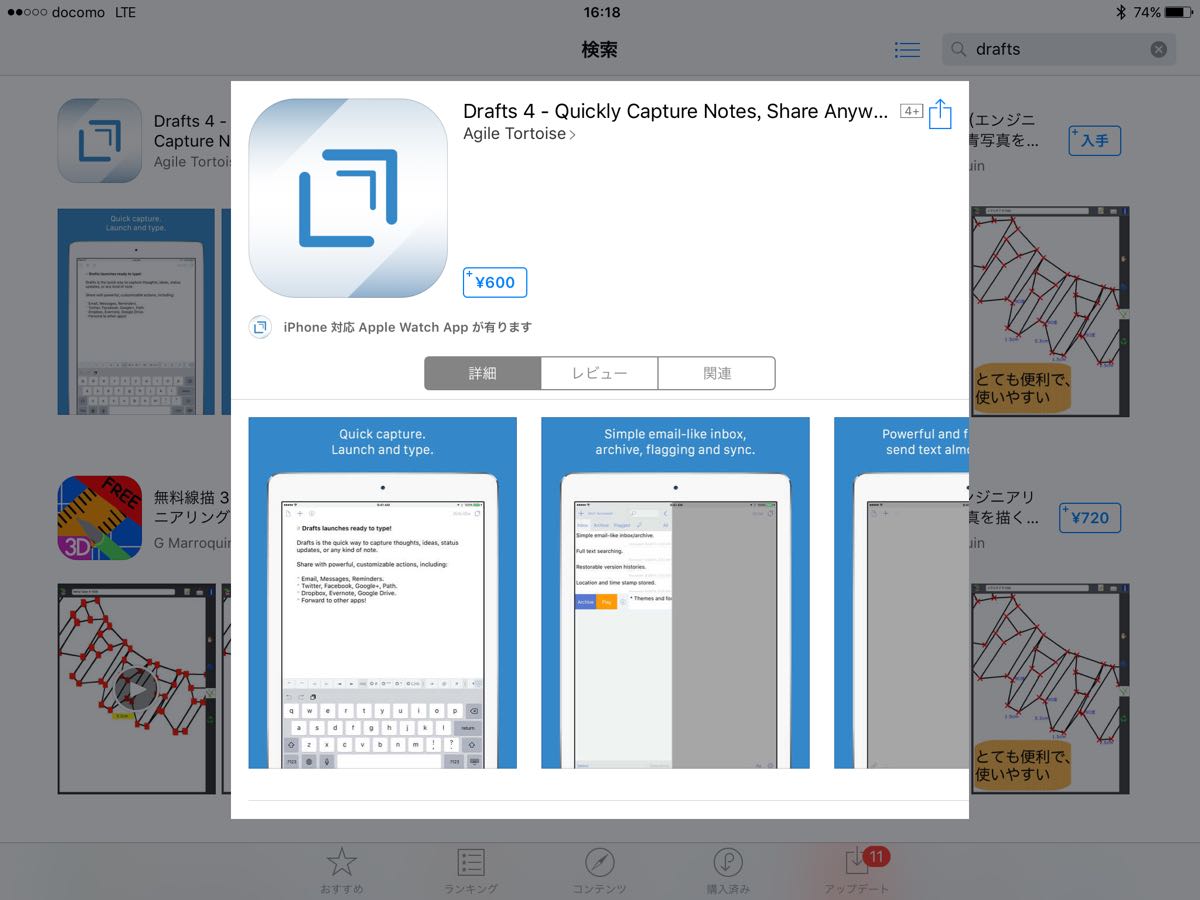 docomo LTE
16:18
74%
検索
drafts
Drafts 4 -
Capture N
Agile Tortoi
Quick capture.
Launch and type.
Drafts 4 - Quickly Capture Notes, Share Anyw...
4+
Agile Tortoise >
+ ¥600
iPhone 対応 Apple Watch App が有ります
詳細
レビュー
関連
Quick capture.
Launch and type.
Drafts launches ready to type!
Drafts is the quick way to capture thoughts, ideas, status
updates, or any kind of note.
Share with powerful, customizable actions, including:
* Email, Messages, Reminders.
* Twitter, Facebook, Google+, Path.
* Dropbox, Evernote, Google Drive.
* Forward to other apps!
q w e r t y u i o p
a s d f g h j k l return
z x c v b n m ! ?
.?123 .?123
Simple email-like inbox,
archive, flagging and sync.
Inbox Archive Flagged All
Simple email-like inbox/archive.
Full text searching.
Restorable version histories.
Location and time stamp stored.
Archive Flag * Themes and fo
Powerful and f
send text almo
(エンジニ
青写真を...
uin
+ 入手
とても便利で、
使いやすい
FREE
3D
無料線描 3
ニアリング
G Marroquin
ンジニアリ
真を描く...
uin
+ ¥720
とても便利で、
使いやすい
おすすめ
ランキング
コンテンツ
購入済み
アップデート
11